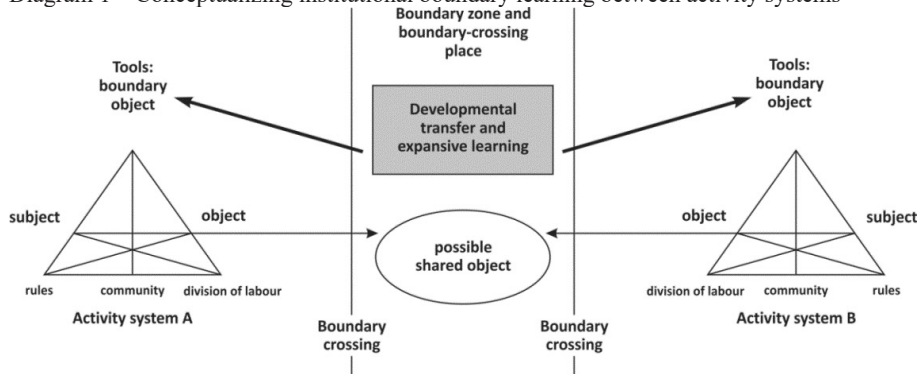 Diagram 1 Conceptualizing institutional boundary learning between activity systems
Boundary zone and
boundary-crossing
place
Tools:
boundary
object
Tools:
boundary
object
Developmental
transfer and
expansive learning
subject
object
object
subject
possible
shared object
rules
community
division of labour
division of labour
community
rules
Activity system A
Activity system B
Boundary
crossing
Boundary
crossing